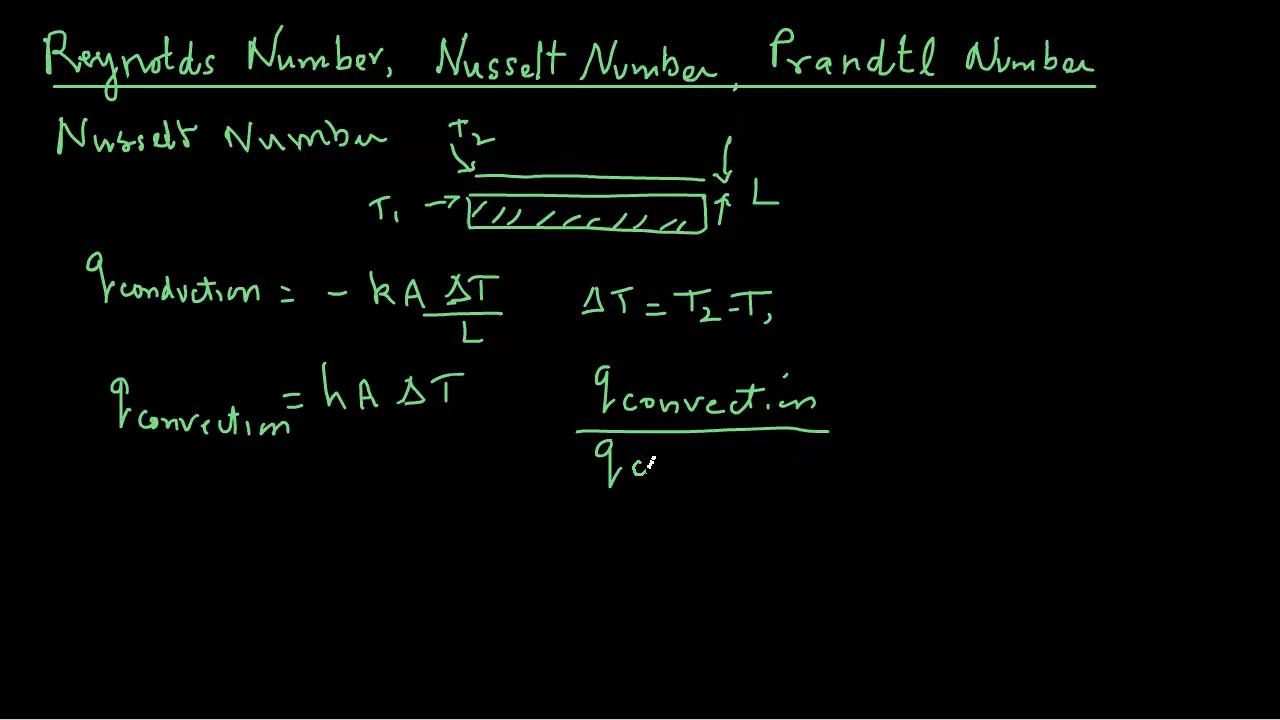 Reynolds Number, Nusselt Number, Prandtl Number
Nusselt Number
T2
T1
L
qconduction = - kA ΔT/L
ΔT = T2 - T1
qconvection = hA ΔT
qconvection
qc